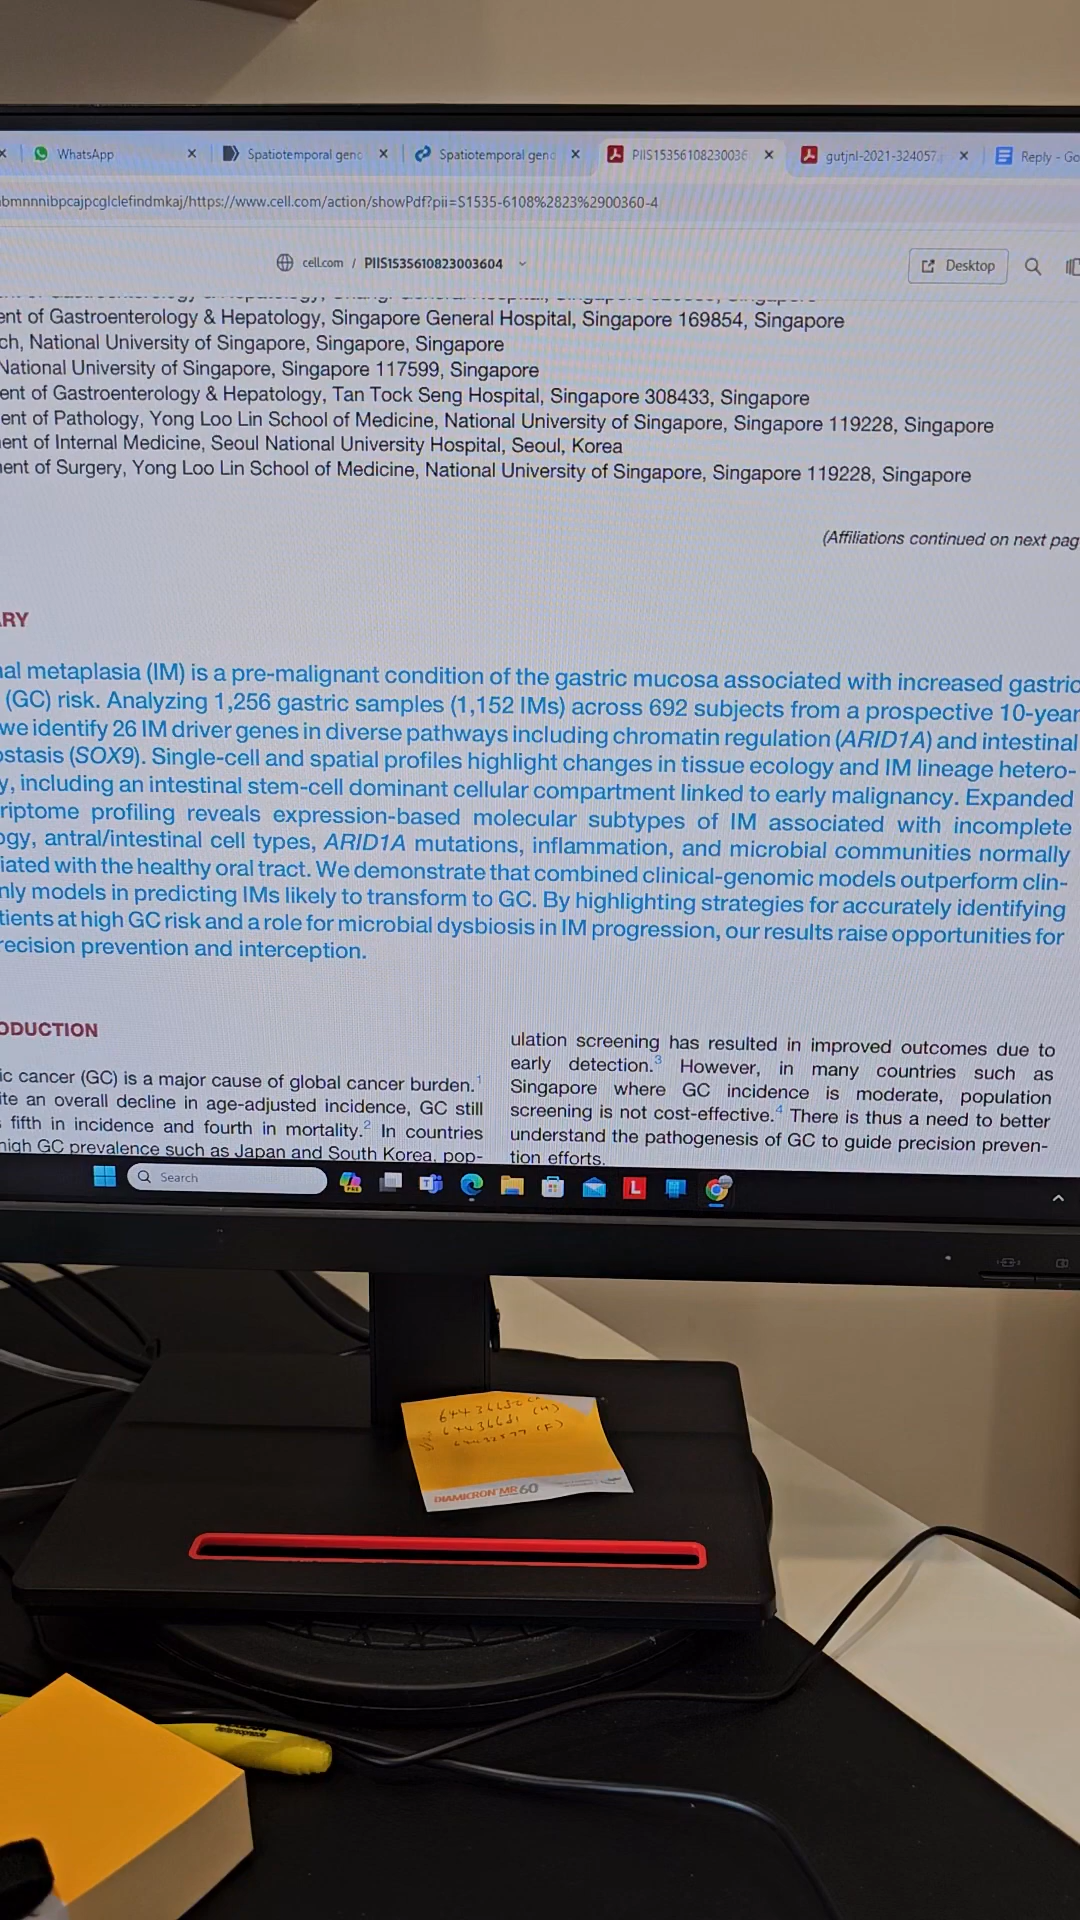 WhatsApp
Spatiotemporal genc
Spatiotemporal genc
PIIS15356108230036
gutjnl-2021-324057.
Reply - Go
bmnnnibpcajpcglclefindmkaj/https://www.cell.com/action/showPdf?pii=S1535-6108%2823%2900360-4
cell.com / PIIS1535610823003604
Desktop
ent of Gastroenterology & Hepatology, Singapore General Hospital, Singapore 169854, Singapore
ch, National University of Singapore, Singapore, Singapore
National University of Singapore, Singapore 117599, Singapore
ent of Gastroenterology & Hepatology, Tan Tock Seng Hospital, Singapore 308433, Singapore
ent of Pathology, Yong Loo Lin School of Medicine, National University of Singapore, Singapore 119228, Singapore
ent of Internal Medicine, Seoul National University Hospital, Seoul, Korea
ent of Surgery, Yong Loo Lin School of Medicine, National University of Singapore, Singapore 119228, Singapore
(Affiliations continued on next pag
ARY
nal metaplasia (IM) is a pre-malignant condition of the gastric mucosa associated with increased gastric
(GC) risk. Analyzing 1,256 gastric samples (1,152 IMs) across 692 subjects from a prospective 10-year
we identify 26 IM driver genes in diverse pathways including chromatin regulation (ARID1A) and intestinal
ostasis (SOX9). Single-cell and spatial profiles highlight changes in tissue ecology and IM lineage hetero-
y, including an intestinal stem-cell dominant cellular compartment linked to early malignancy. Expanded
riptome profiling reveals expression-based molecular subtypes of IM associated with incomplete
ogy, antral/intestinal cell types, ARID1A mutations, inflammation, and microbial communities normally
iated with the healthy oral tract. We demonstrate that combined clinical-genomic models outperform clin-
nly models in predicting IMs likely to transform to GC. By highlighting strategies for accurately identifying
tients at high GC risk and a role for microbial dysbiosis in IM progression, our results raise opportunities for
recision prevention and interception.
ODUCTION
ic cancer (GC) is a major cause of global cancer burden.1
ite an overall decline in age-adjusted incidence, GC still
fifth in incidence and fourth in mortality.2 In countries
high GC prevalence such as Japan and South Korea, pop-
ulation screening has resulted in improved outcomes due to
early detection.3 However, in many countries such as
Singapore where GC incidence is moderate, population
screening is not cost-effective.4 There is thus a need to better
understand the pathogenesis of GC to guide precision preven-
tion efforts.
Search
(M)
(F)
DIAMICRON MR 60